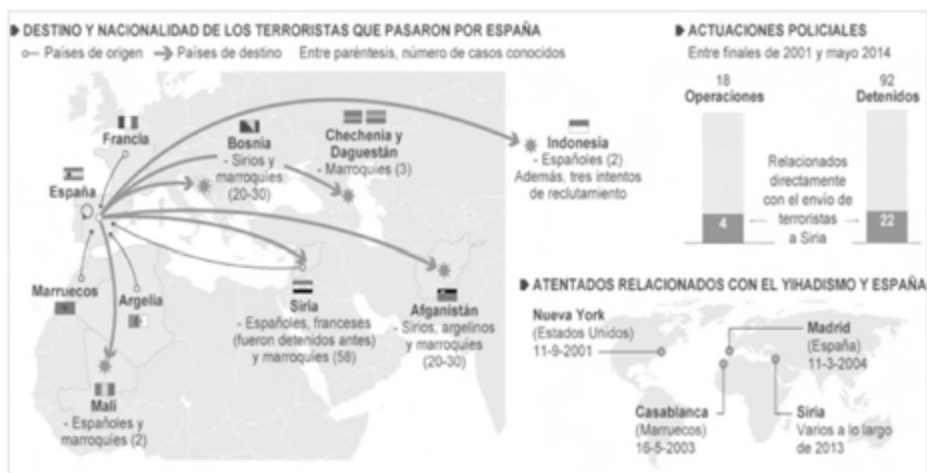 DESTINO Y NACIONALIDAD DE LOS TERRORISTAS QUE PASARON POR ESPAÑA
Países de origen
Países de destino
Entre paréntesis, número de casos conocidos
Francia
España
Bosnia
- Sirios y
marroquíes
(20-30)
Chechenia y
Daguestán
- Marroquíes (3)
Indonesia
- Españoles (2)
Además, tres intentos
de reclutamiento
Marruecos
Argelia
Siria
- Españoles, franceses
(fueron detenidos antes)
y marroquíes (58)
Afganistán
- Sirios, argelinos
y marroquíes
(20-30)
Malí
- Españoles y
marroquíes (2)
ACTUACIONES POLICIALES
Entre finales de 2001 y mayo 2014
18
Operaciones
92
Detenidos
Relacionados
directamente
con el envío de
terroristas
a Siria
4
22
ATENTADOS RELACIONADOS CON EL YIHADISMO Y ESPAÑA
Nueva York
(Estados Unidos)
11-9-2001
Madrid
(España)
11-3-2004
Casablanca
(Marruecos)
16-5-2003
Siria
Varios a lo largo
de 2013